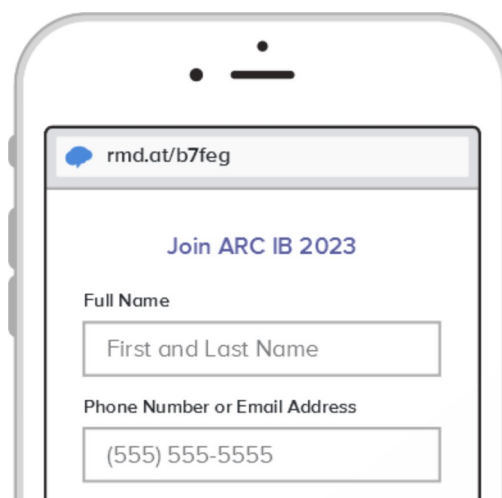 rmd.at/b7feg
Join ARC IB 2023
Full Name
First and Last Name
Phone Number or Email Address
(555) 555-5555